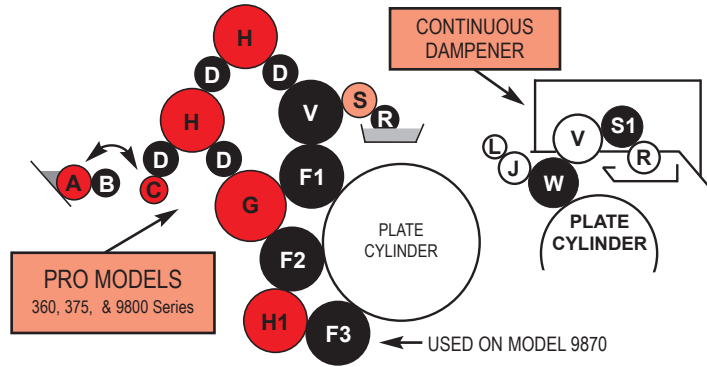 CONTINUOUS
DAMPENER
H
D
D
S
V
R
H
D
D
A
B
C
F1
G
PLATE
CYLINDER
F2
H1
F3
PRO MODELS
360, 375, & 9800 Series
USED ON MODEL 9870
L
J
V
S1
R
W
PLATE
CYLINDER